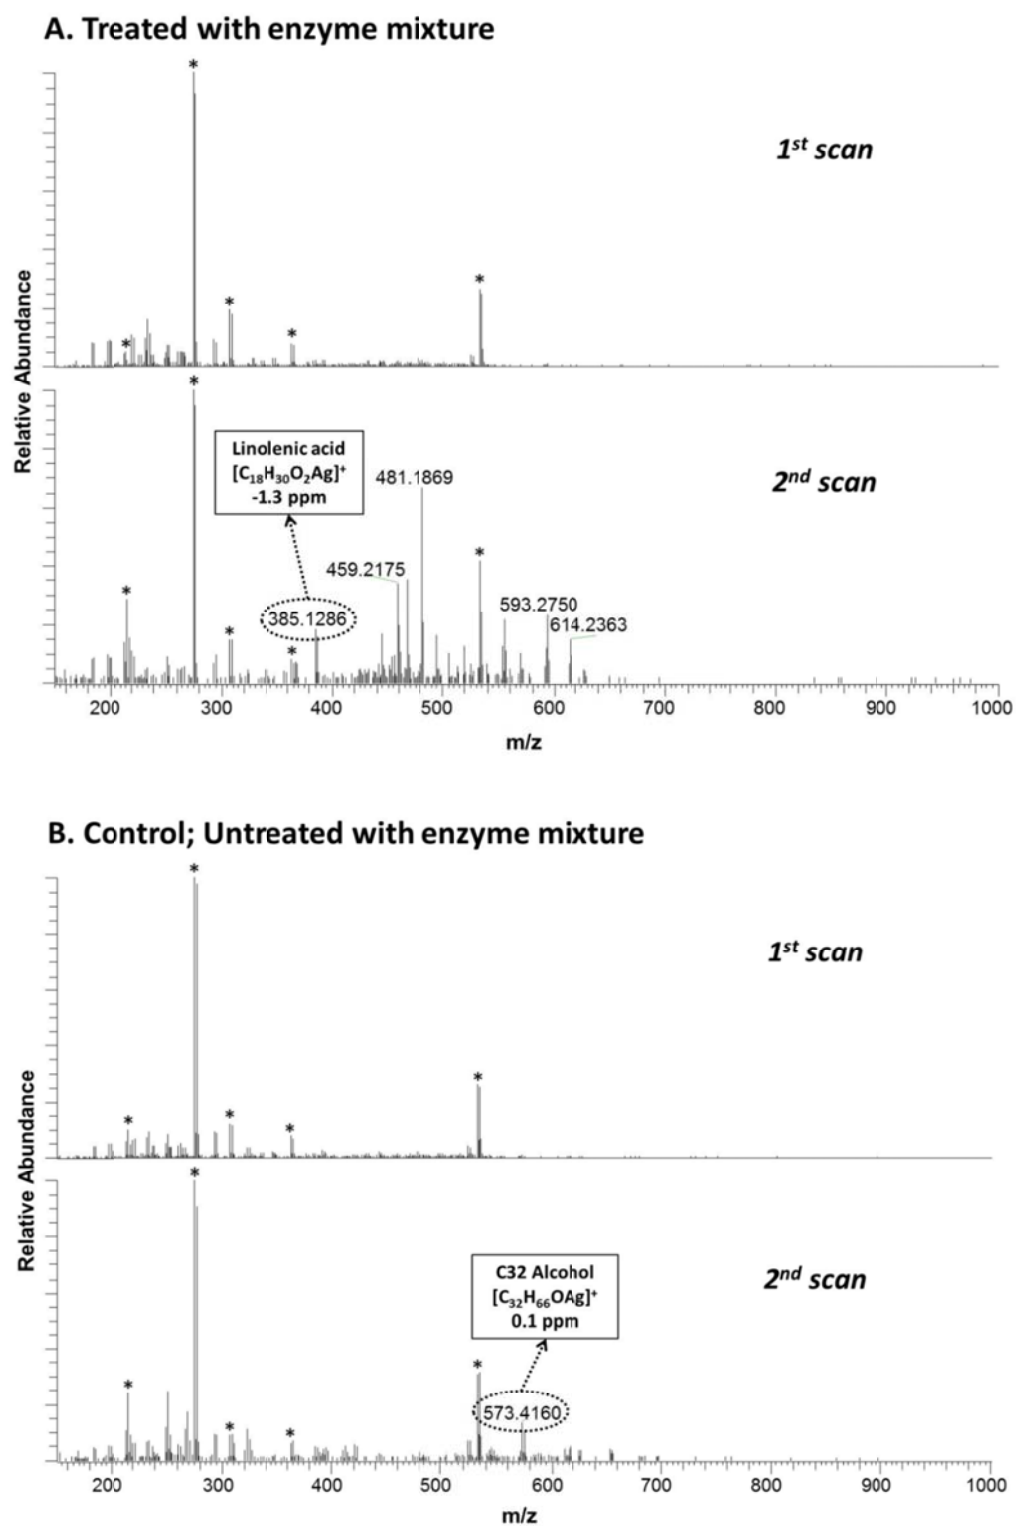 A. Treated with enzyme mixture
*
1st scan
*
*
*
*
Relative Abundance
*
Linolenic acid
[C18H30O2Ag]+
-1.3 ppm
481.1869
2nd scan
*
459.2175
*
385.1286
593.2750
614.2363
*
*
200 300 400 500 600 700 800 900 1000
m/z
B. Control; Untreated with enzyme mixture
*
1st scan
*
*
*
*
Relative Abundance
*
C32 Alcohol
[C32H66OAg]+
0.1 ppm
2nd scan
*
*
573.4160
*
*
200 300 400 500 600 700 800 900 1000
m/z